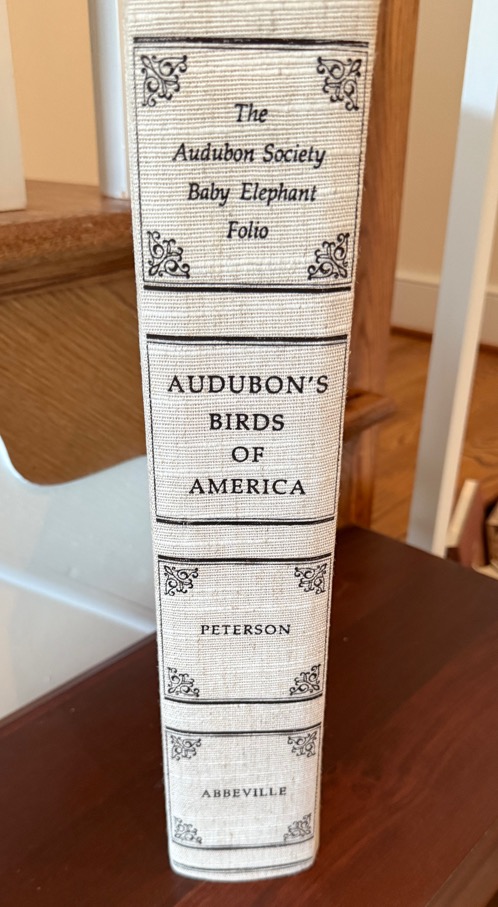 The
Audubon Society
Baby Elephant
Folio
AUDUBON'S
BIRDS
OF
AMERICA
PETERSON
ABBEVILLE